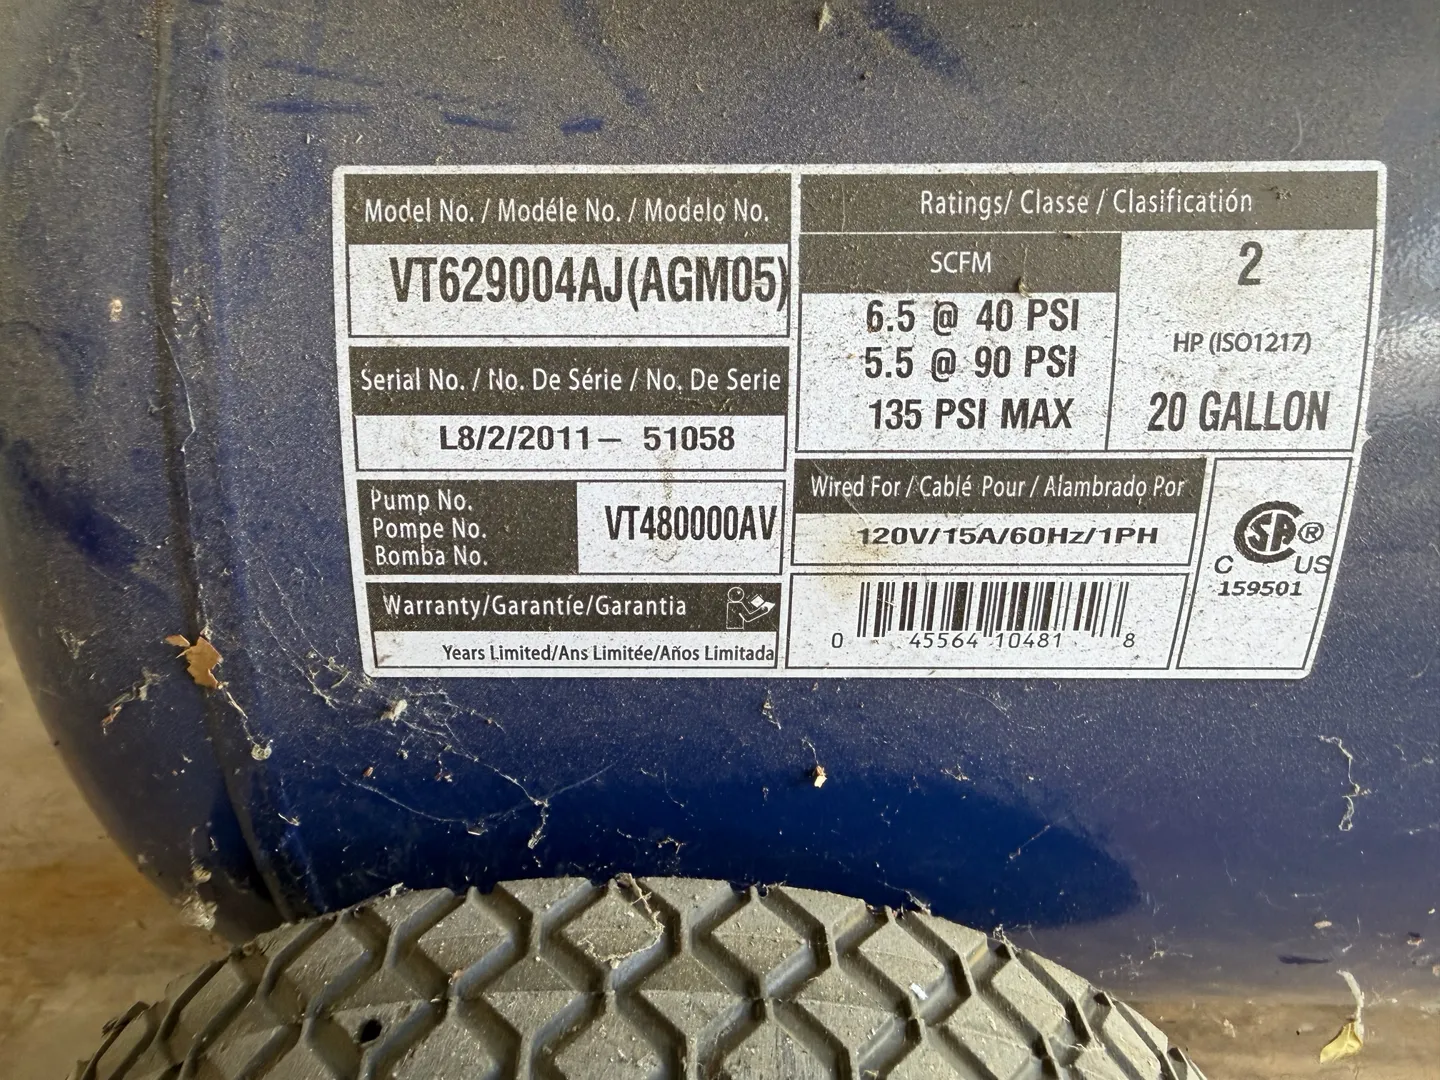 Model No. / Modéle No. / Modelo No.
VT629004AJ(AGM05)
Serial No. / No. De Série / No. De Serie
L8/2/2011– 51058
Pump No.
Pompe No.
Bomba No.
VT480000AV
Warranty/Garantíe/Garantia
Years Limited/Ans Limitée/Años Limitada
Ratings/ Classe / Clasificatión
SCFM
6.5 @ 40 PSI
5.5 @ 90 PSI
135 PSI MAX
2
HP (ISO1217)
20 GALLON
Wired For / Cablé Pour / Alambrado Por
120V/15A/60Hz/1PH
0 45564 10481 8
SA ®
C US
159501